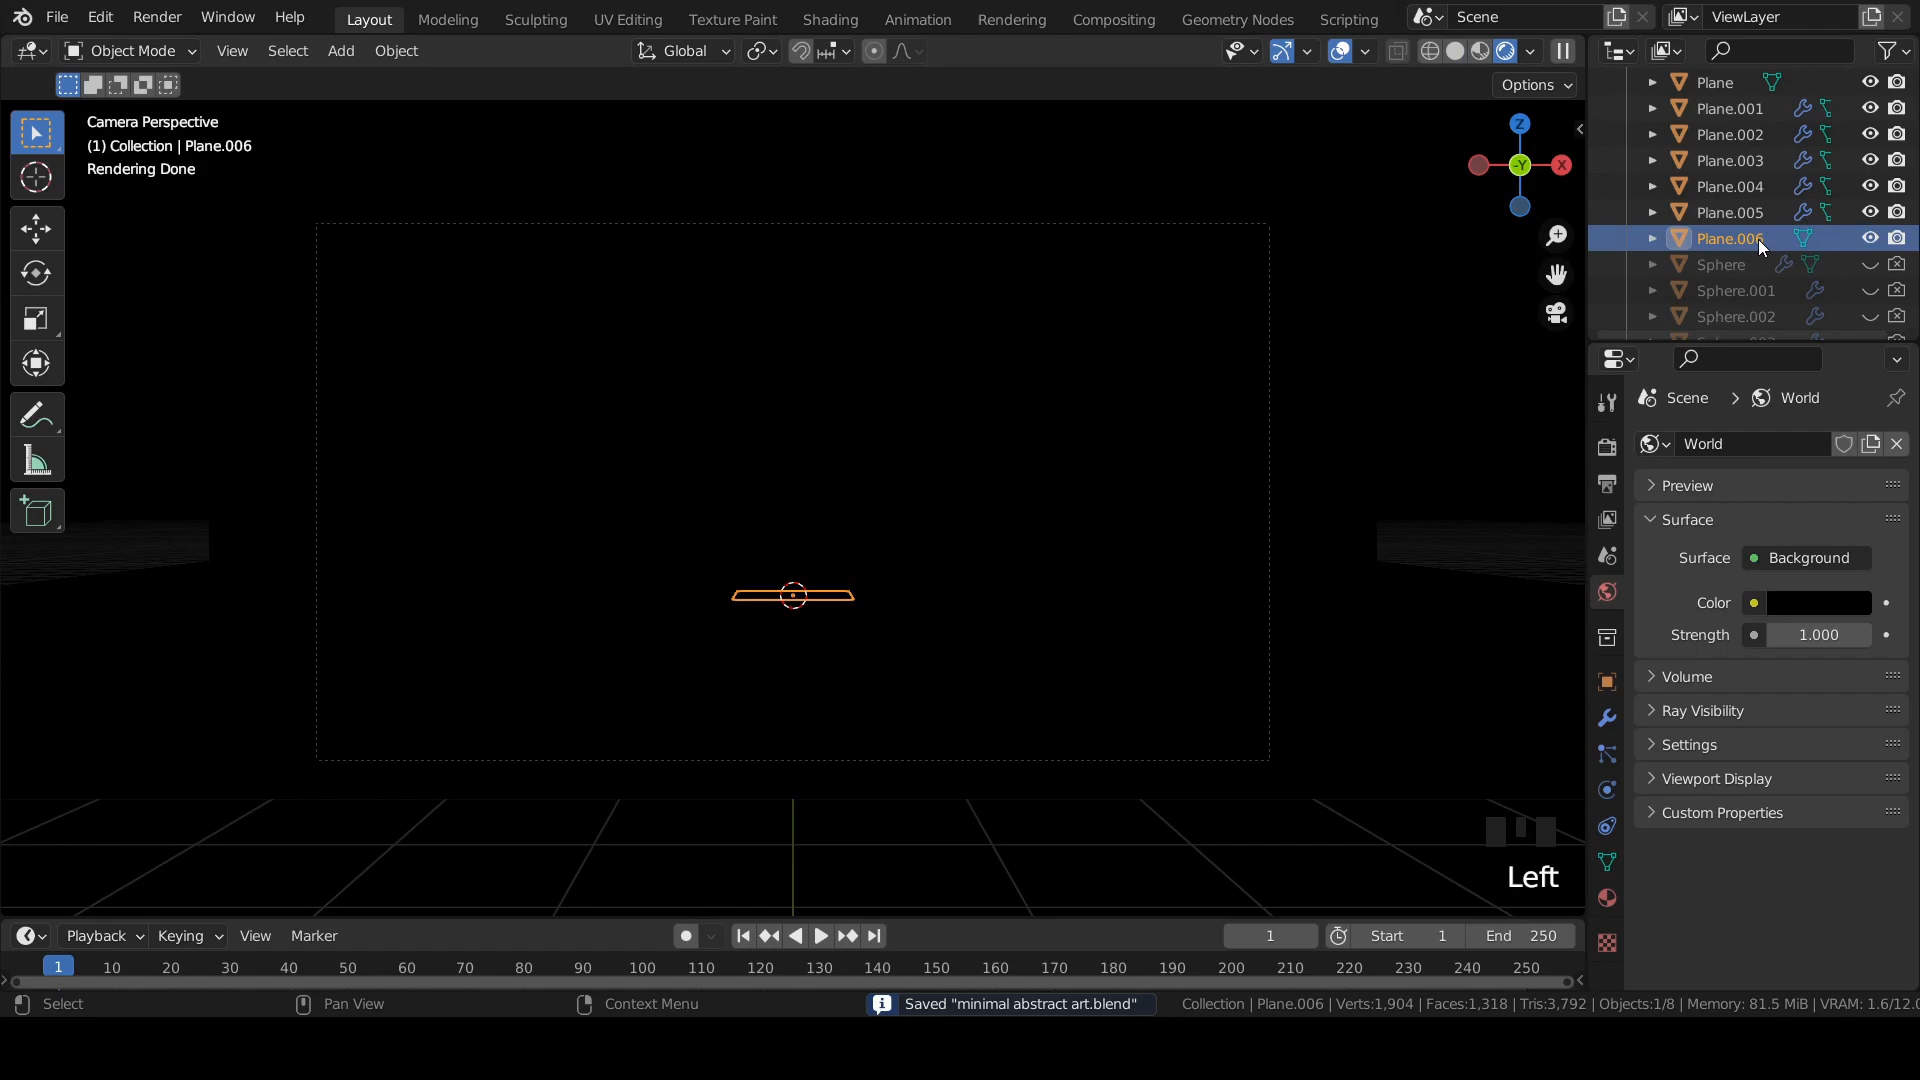 File Edit Render Window Help Layout Modeling Sculpting UV Editing Texture Paint Shading Animation Rendering Compositing Geometry Nodes Scripting Scene ViewLayer
Object Mode View Select Add Object Global
Options
Camera Perspective
(1) Collection | Plane.006
Rendering Done
Z
-Y
X
Plane
Plane.001
Plane.002
Plane.003
Plane.004
Plane.005
Plane.006
Sphere
Sphere.001
Sphere.002
Scene > World
World
Preview
Surface
Surface Background
Color
Strength 1.000
Volume
Ray Visibility
Settings
Viewport Display
Custom Properties
Left
Playback Keying View Marker 1 Start 1 End 250
1 10 20 30 40 50 60 70 80 90 100 110 120 130 140 150 160 170 180 190 200 210 220 230 240 250
Select Pan View Context Menu Saved "minimal abstract art.blend" Collection | Plane.006 | Verts:1,904 | Faces:1,318 | Tris:3,792 | Objects:1/8 | Memory: 81.5 MiB | VRAM: 1.6/12.0